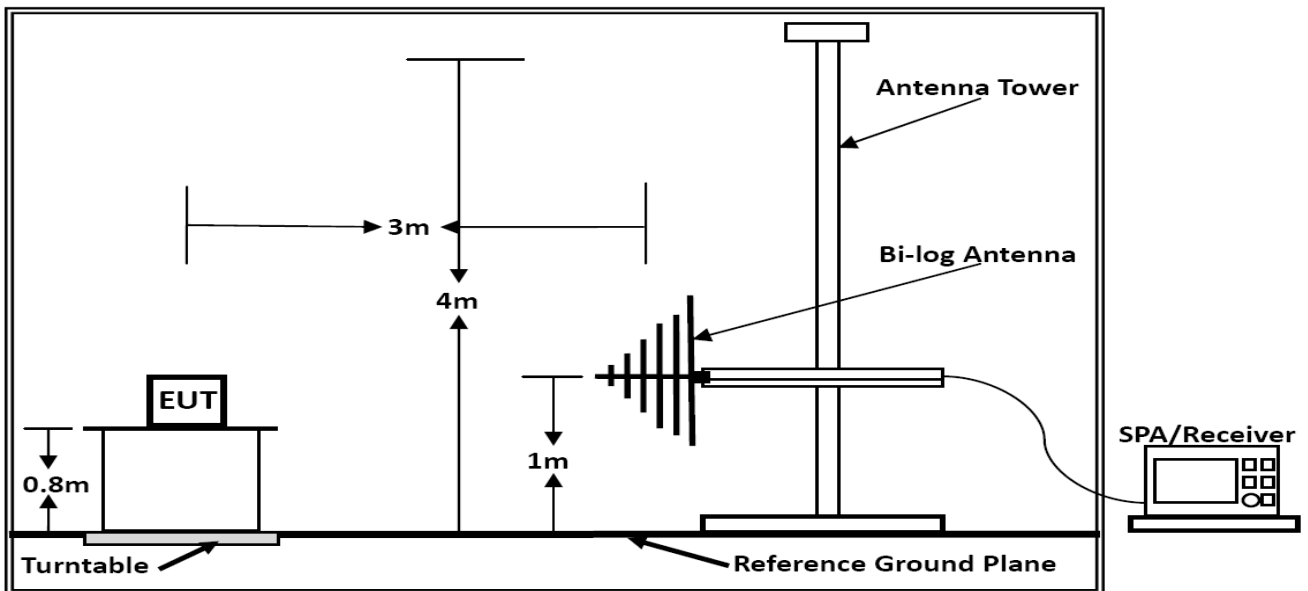 Antenna Tower
3m
Bi-log Antenna
4m
EUT
SPA/Receiver
1m
0.8m
Turntable
Reference Ground Plane